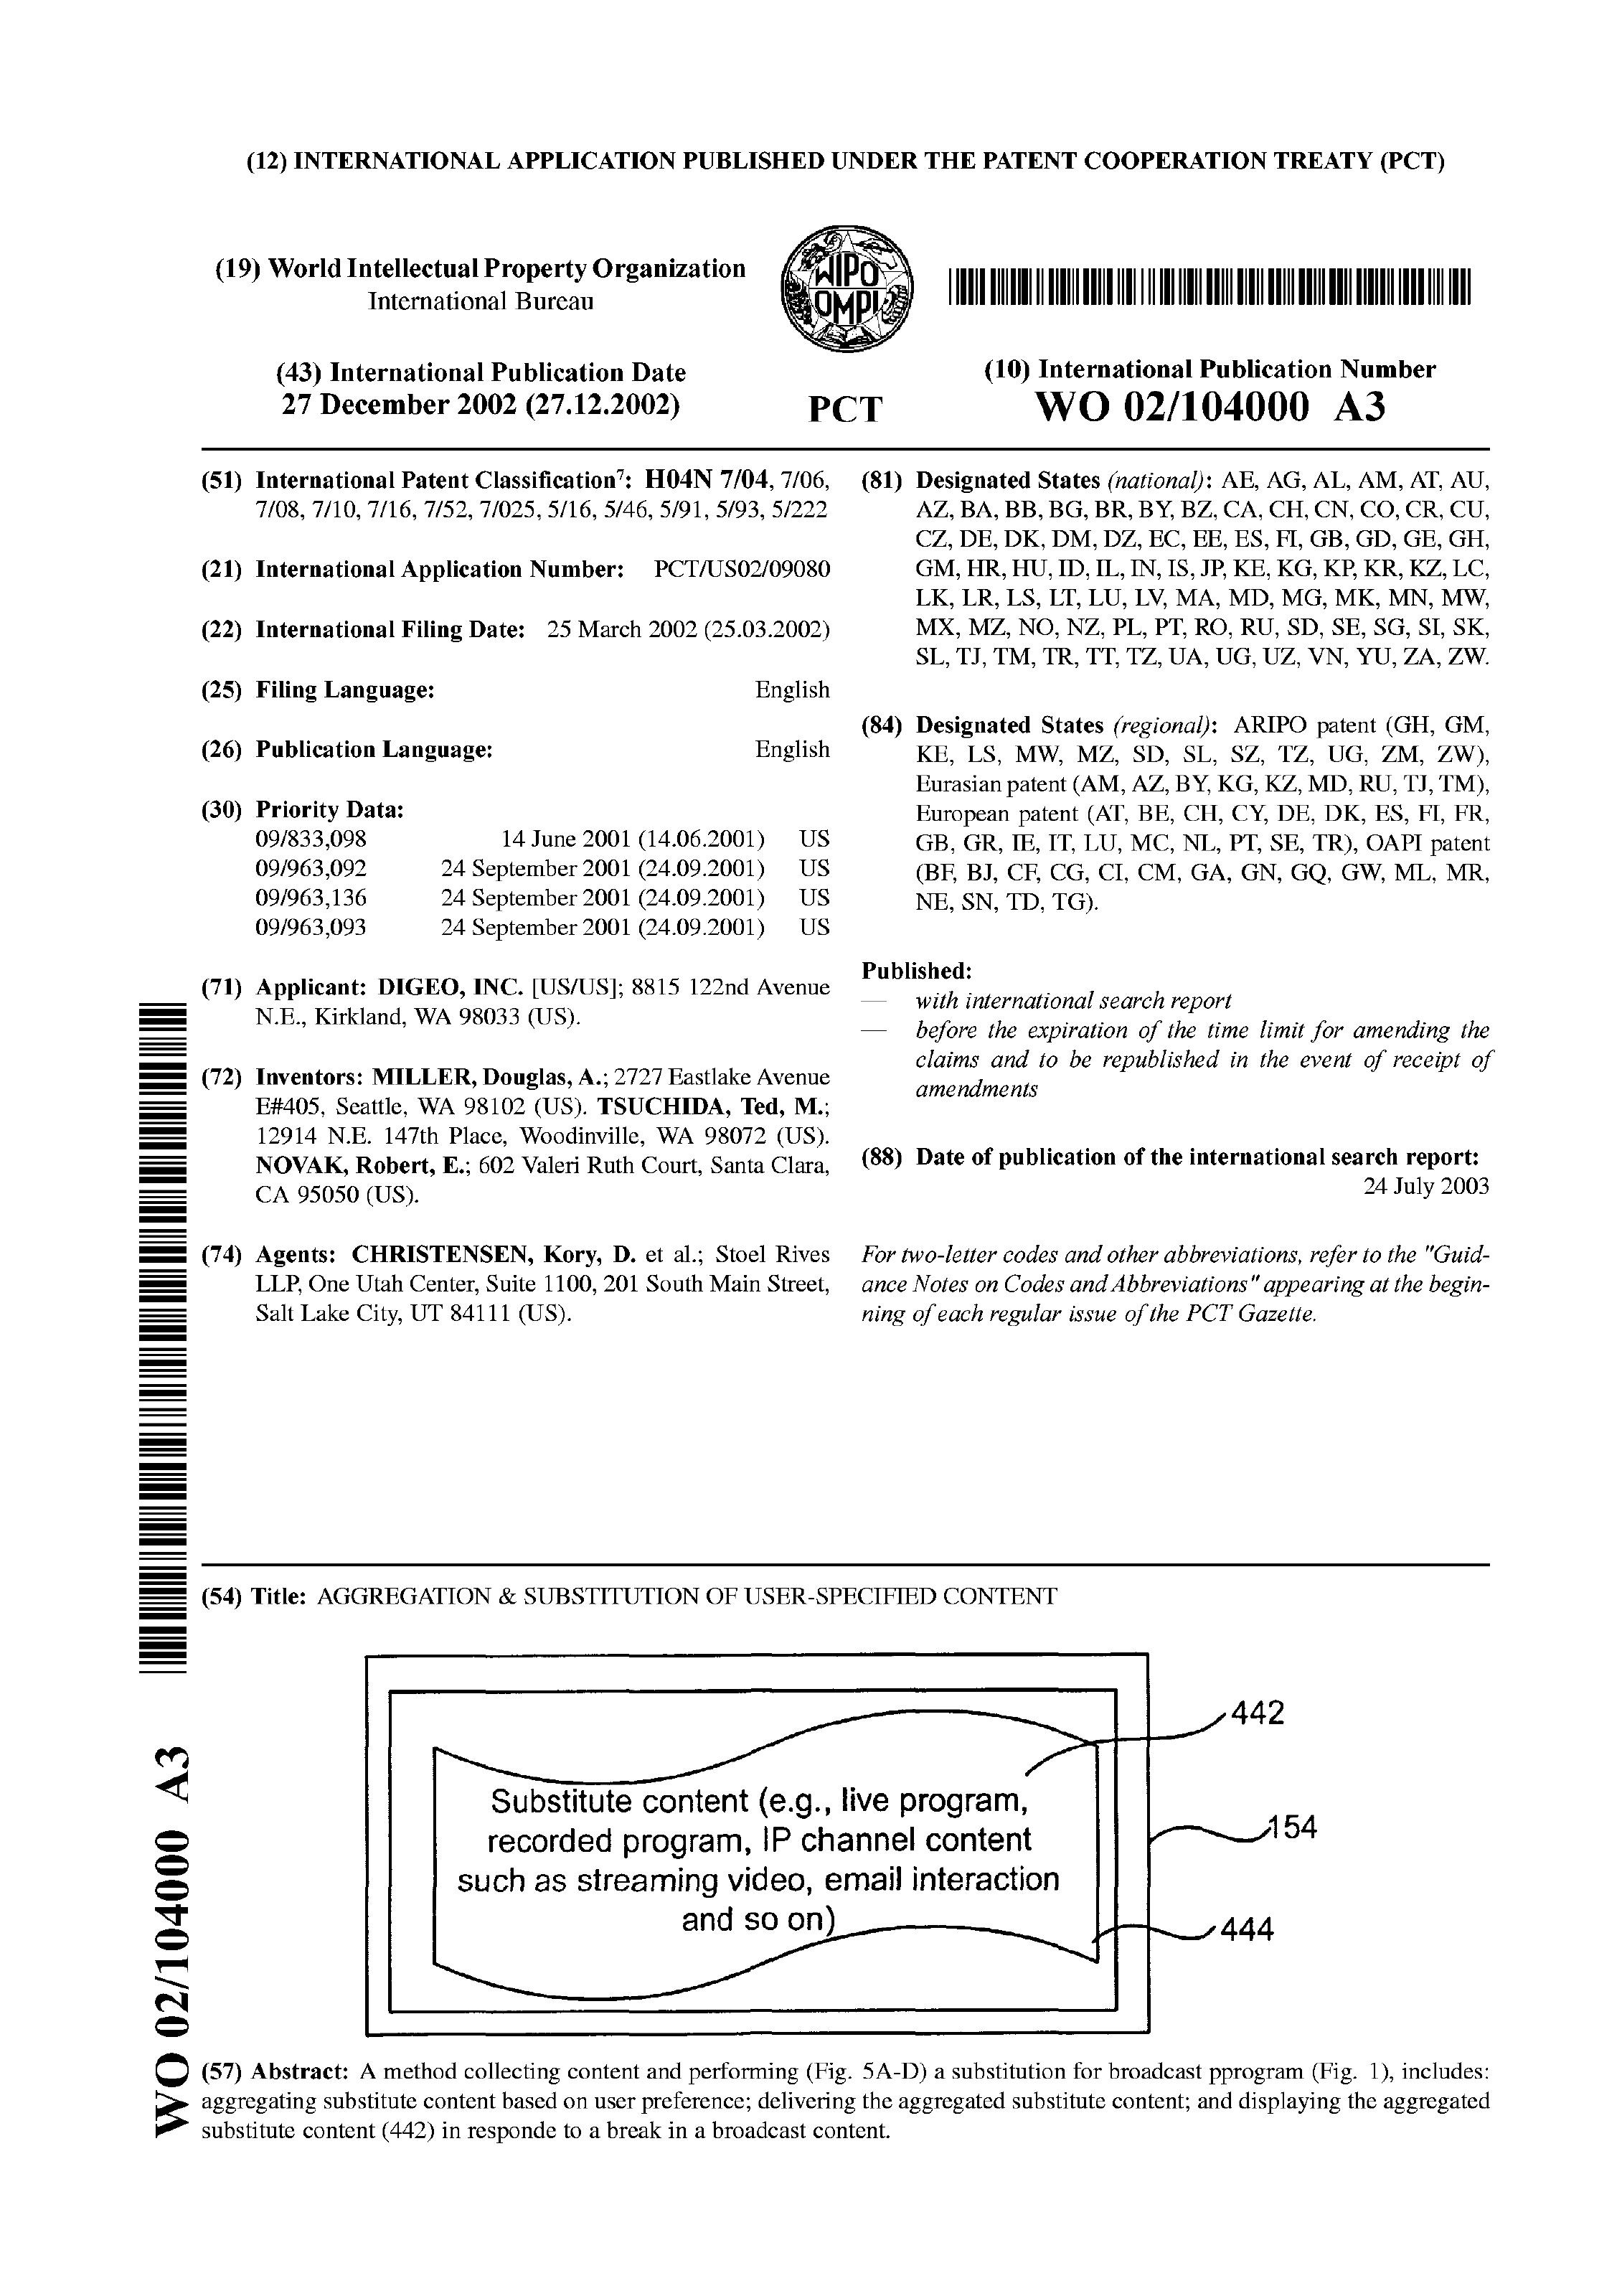 (12) INTERNATIONAL APPLICATION PUBLISHED UNDER THE PATENT COOPERATION TREATY (PCT)
(19) World Intellectual Property Organization
International Bureau
WIPO
OMPI
(43) International Publication Date
27 December 2002 (27.12.2002)
PCT
(10) International Publication Number
WO 02/104000 A3
(51) International Patent Classification7: H04N 7/04, 7/06,
7/08, 7/10, 7/16, 7/52, 7/025, 5/16, 5/46, 5/91, 5/93, 5/222
(21) International Application Number: PCT/US02/09080
(22) International Filing Date: 25 March 2002 (25.03.2002)
(25) Filing Language: English
(26) Publication Language: English
(30) Priority Data:
09/833,098 14 June 2001 (14.06.2001) US
09/963,092 24 September 2001 (24.09.2001) US
09/963,136 24 September 2001 (24.09.2001) US
09/963,093 24 September 2001 (24.09.2001) US
(71) Applicant: DIGEO, INC. [US/US]; 8815 122nd Avenue
N.E., Kirkland, WA 98033 (US).
(72) Inventors: MILLER, Douglas, A.; 2727 Eastlake Avenue
E#405, Seattle, WA 98102 (US). TSUCHIDA, Ted, M.;
12914 N.E. 147th Place, Woodinville, WA 98072 (US).
NOVAK, Robert, E.; 602 Valeri Ruth Court, Santa Clara,
CA 95050 (US).
(74) Agents: CHRISTENSEN, Kory, D. et al.; Stoel Rives
LLP, One Utah Center, Suite 1100, 201 South Main Street,
Salt Lake City, UT 84111 (US).
(81) Designated States (national): AE, AG, AL, AM, AT, AU,
AZ, BA, BB, BG, BR, BY, BZ, CA, CH, CN, CO, CR, CU,
CZ, DE, DK, DM, DZ, EC, EE, ES, FI, GB, GD, GE, GH,
GM, HR, HU, ID, IL, IN, IS, JP, KE, KG, KP, KR, KZ, LC,
LK, LR, LS, LT, LU, LV, MA, MD, MG, MK, MN, MW,
MX, MZ, NO, NZ, PL, PT, RO, RU, SD, SE, SG, SI, SK,
SL, TJ, TM, TR, TT, TZ, UA, UG, UZ, VN, YU, ZA, ZW.
(84) Designated States (regional): ARIPO patent (GH, GM,
KE, LS, MW, MZ, SD, SL, SZ, TZ, UG, ZM, ZW),
Eurasian patent (AM, AZ, BY, KG, KZ, MD, RU, TJ, TM),
European patent (AT, BE, CH, CY, DE, DK, ES, FI, FR,
GB, GR, IE, IT, LU, MC, NL, PT, SE, TR), OAPI patent
(BF, BJ, CF, CG, CI, CM, GA, GN, GQ, GW, ML, MR,
NE, SN, TD, TG).
Published:
— with international search report
— before the expiration of the time limit for amending the
claims and to be republished in the event of receipt of
amendments
(88) Date of publication of the international search report:
24 July 2003
For two-letter codes and other abbreviations, refer to the "Guid-
ance Notes on Codes and Abbreviations" appearing at the begin-
ning of each regular issue of the PCT Gazette.
(54) Title: AGGREGATION & SUBSTITUTION OF USER-SPECIFIED CONTENT
442
Substitute content (e.g., live program,
recorded program, IP channel content
such as streaming video, email interaction
and so on)
154
444
WO 02/104000 A3
(57) Abstract: A method collecting content and performing (Fig. 5A-D) a substitution for broadcast pprogram (Fig. 1), includes:
aggregating substitute content based on user preference; delivering the aggregated substitute content; and displaying the aggregated
substitute content (442) in responde to a break in a broadcast content.